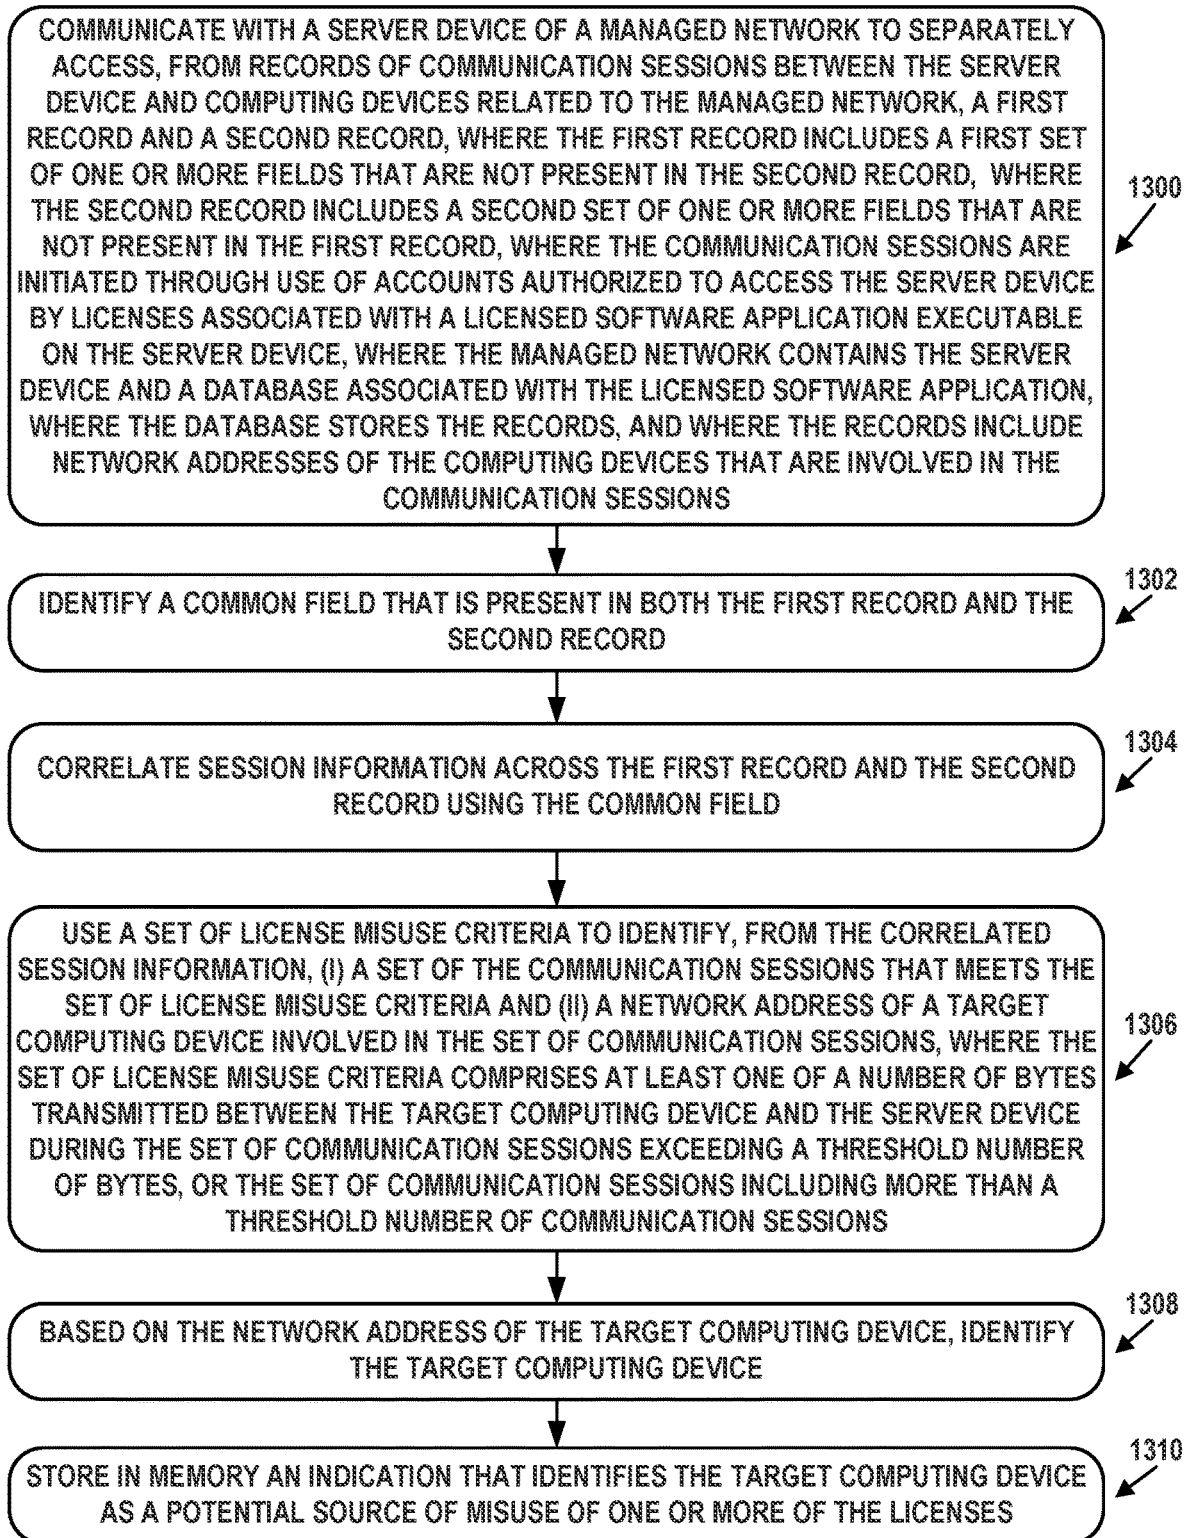 COMMUNICATE WITH A SERVER DEVICE OF A MANAGED NETWORK TO SEPARATELY
ACCESS, FROM RECORDS OF COMMUNICATION SESSIONS BETWEEN THE SERVER
DEVICE AND COMPUTING DEVICES RELATED TO THE MANAGED NETWORK, A FIRST
RECORD AND A SECOND RECORD, WHERE THE FIRST RECORD INCLUDES A FIRST SET
OF ONE OR MORE FIELDS THAT ARE NOT PRESENT IN THE SECOND RECORD, WHERE
THE SECOND RECORD INCLUDES A SECOND SET OF ONE OR MORE FIELDS THAT ARE
NOT PRESENT IN THE FIRST RECORD, WHERE THE COMMUNICATION SESSIONS ARE
INITIATED THROUGH USE OF ACCOUNTS AUTHORIZED TO ACCESS THE SERVER DEVICE
BY LICENSES ASSOCIATED WITH A LICENSED SOFTWARE APPLICATION EXECUTABLE
ON THE SERVER DEVICE, WHERE THE MANAGED NETWORK CONTAINS THE SERVER
DEVICE AND A DATABASE ASSOCIATED WITH THE LICENSED SOFTWARE APPLICATION,
WHERE THE DATABASE STORES THE RECORDS, AND WHERE THE RECORDS INCLUDE
NETWORK ADDRESSES OF THE COMPUTING DEVICES THAT ARE INVOLVED IN THE
COMMUNICATION SESSIONS
1300
IDENTIFY A COMMON FIELD THAT IS PRESENT IN BOTH THE FIRST RECORD AND THE
SECOND RECORD
1302
CORRELATE SESSION INFORMATION ACROSS THE FIRST RECORD AND THE SECOND
RECORD USING THE COMMON FIELD
1304
USE A SET OF LICENSE MISUSE CRITERIA TO IDENTIFY, FROM THE CORRELATED
SESSION INFORMATION, (I) A SET OF THE COMMUNICATION SESSIONS THAT MEETS THE
SET OF LICENSE MISUSE CRITERIA AND (II) A NETWORK ADDRESS OF A TARGET
COMPUTING DEVICE INVOLVED IN THE SET OF COMMUNICATION SESSIONS, WHERE THE
SET OF LICENSE MISUSE CRITERIA COMPRISES AT LEAST ONE OF A NUMBER OF BYTES
TRANSMITTED BETWEEN THE TARGET COMPUTING DEVICE AND THE SERVER DEVICE
DURING THE SET OF COMMUNICATION SESSIONS EXCEEDING A THRESHOLD NUMBER
OF BYTES, OR THE SET OF COMMUNICATION SESSIONS INCLUDING MORE THAN A
THRESHOLD NUMBER OF COMMUNICATION SESSIONS
1306
BASED ON THE NETWORK ADDRESS OF THE TARGET COMPUTING DEVICE, IDENTIFY
THE TARGET COMPUTING DEVICE
1308
STORE IN MEMORY AN INDICATION THAT IDENTIFIES THE TARGET COMPUTING DEVICE
AS A POTENTIAL SOURCE OF MISUSE OF ONE OR MORE OF THE LICENSES
1310